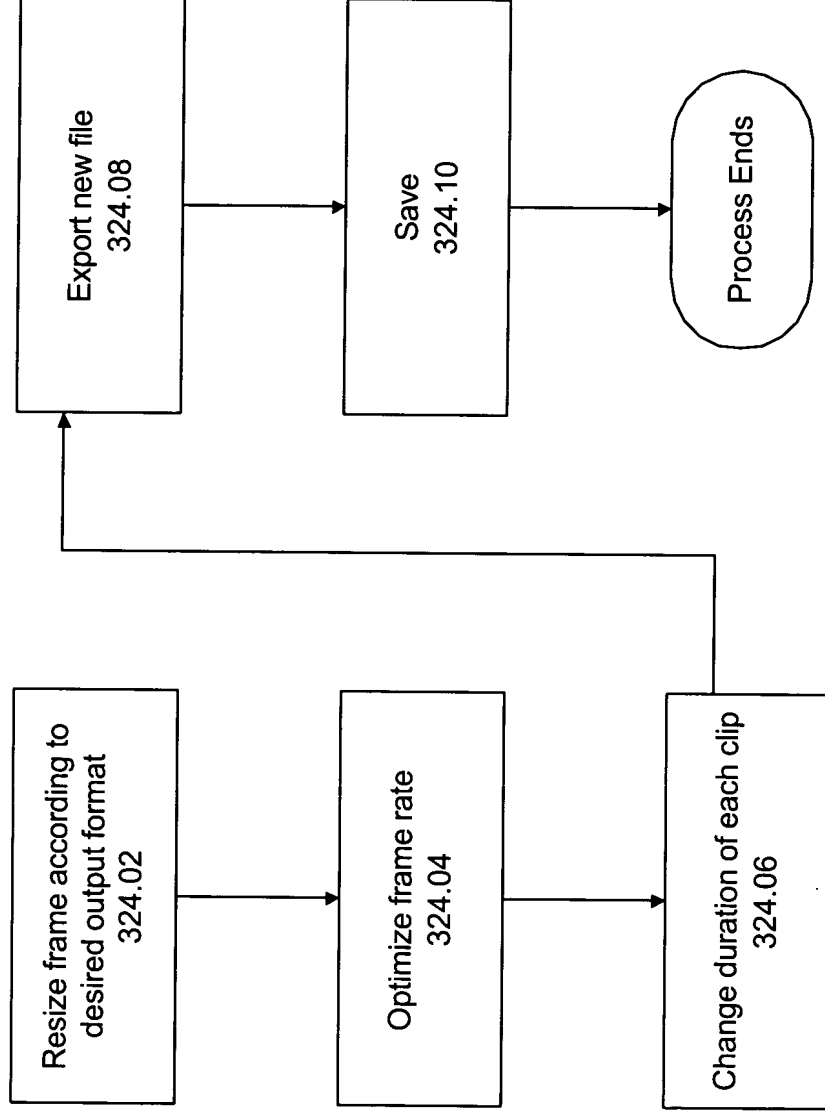 Resize frame according to
desired output format
324.02
Optimize frame rate
324.04
Change duration of each clip
324.06
Export new file
324.08
Save
324.10
Process Ends